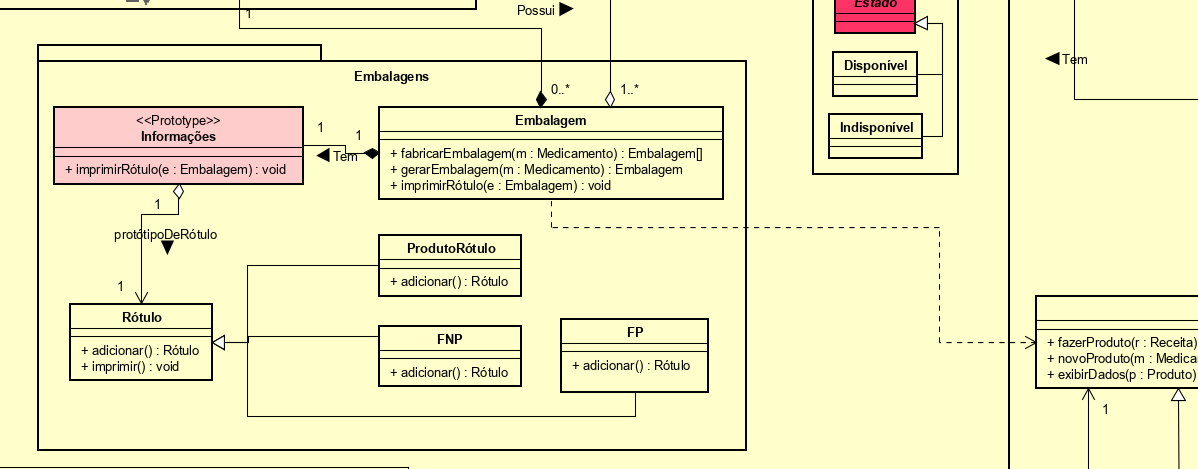 1
Possui
Estado
Tem
Disponível
Indisponível
Embalagens
0..*
1..*
<<Prototype>>
Informações
+ imprimirRótulo(e : Embalagem) : void
1
1
Tem
Embalagem
+ fabricarEmbalagem(m : Medicamento) : Embalagem[]
+ gerarEmbalagem(m : Medicamento) : Embalagem
+ imprimirRótulo(e : Embalagem) : void
1
protótipoDeRótulo
1
ProdutoRótulo
+ adicionar() : Rótulo
Rótulo
+ adicionar() : Rótulo
+ imprimir() : void
FNP
+ adicionar() : Rótulo
FP
+ adicionar() : Rótulo
+ fazerProduto(r : Receita)
+ novoProduto(m : Medica
+ exibirDados(p : Produto)
1